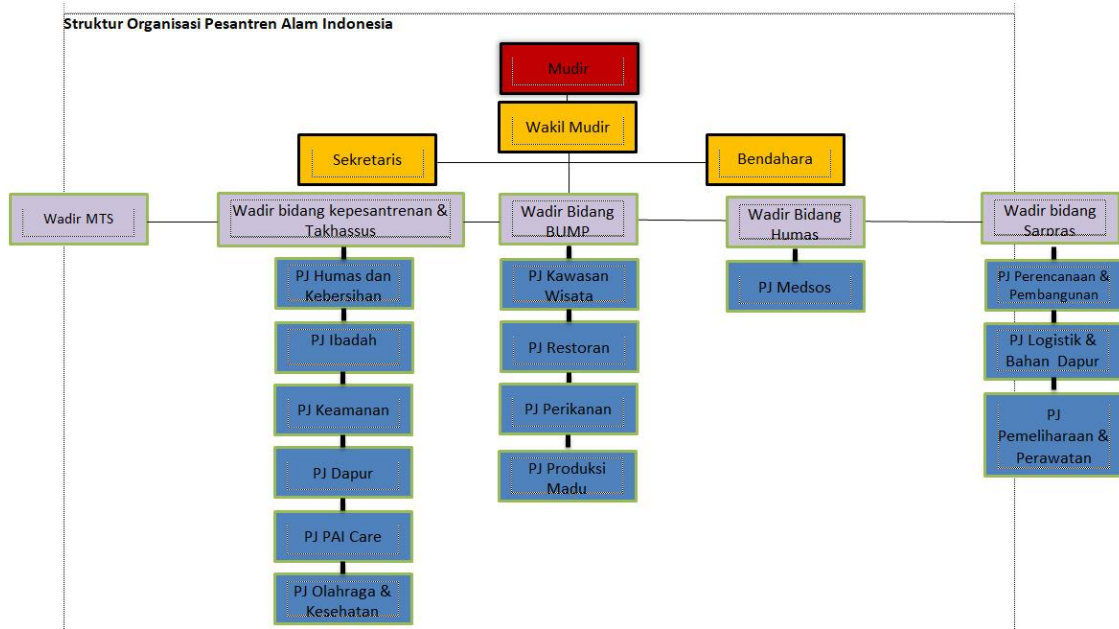 Struktur Organisasi Pesantren Alam Indonesia
Mudir
Wakil Mudir
Sekretaris
Bendahara
Wadir MTS
Wadir bidang kepesantrenan &
Takhassus
Wadir Bidang
BUMP
Wadir Bidang
Humas
Wadir bidang
Sarpras
PJ Humas dan
Kebersihan
PJ Ibadah
PJ Keamanan
PJ Dapur
PJ PAI Care
PJ Olahraga &
Kesehatan
PJ Kawasan
Wisata
PJ Restoran
PJ Perikanan
PJ Produksi
Madu
PJ Medsos
PJ Perencanaan &
Pembangunan
PJ Logistik &
Bahan Dapur
PJ
Pemeliharaan &
Perawatan